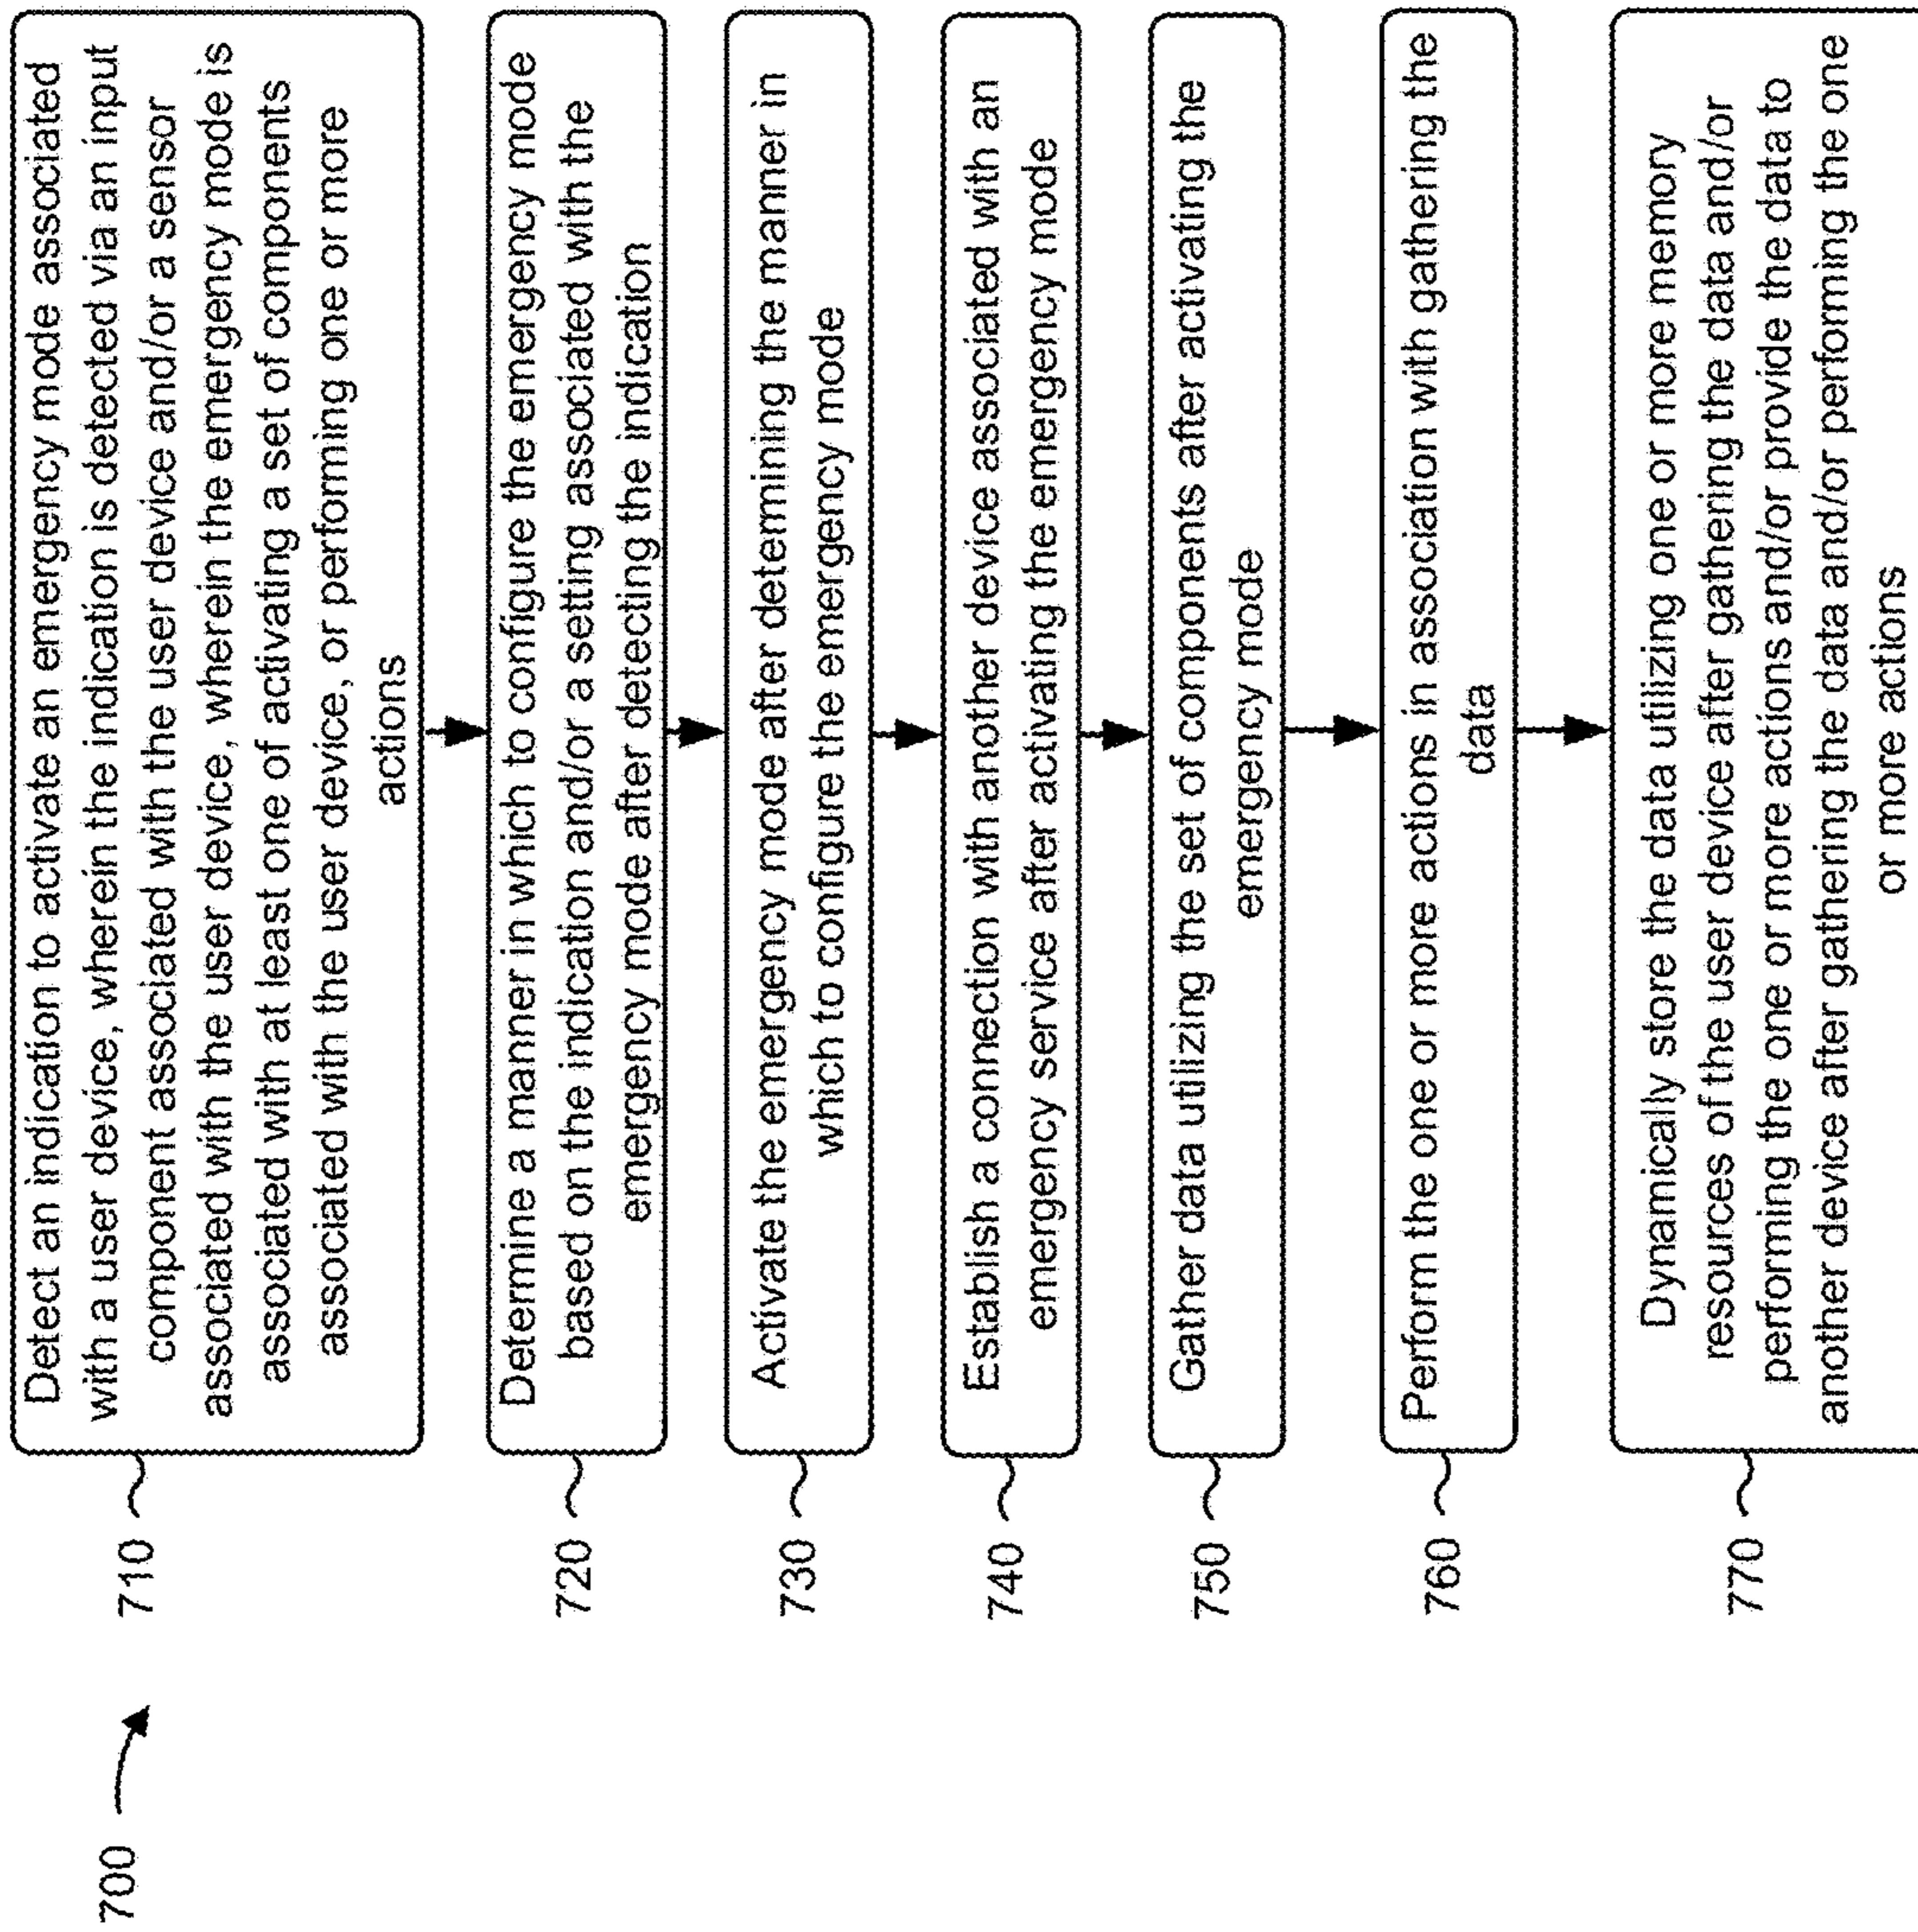 700
710
Detect an indication to activate an emergency mode associated
with a user device, wherein the indication is detected via an input
component associated with the user device and/or a sensor
associated with the user device, wherein the emergency mode is
associated with at least one of activating a set of components
associated with the user device, or performing one or more
actions
720
Determine a manner in which to configure the emergency mode
based on the indication and/or a setting associated with the
emergency mode after detecting the indication
730
Activate the emergency mode after determining the manner in
which to configure the emergency mode
740
Establish a connection with another device associated with an
emergency service after activating the emergency mode
750
Gather data utilizing the set of components after activating the
emergency mode
760
Perform the one or more actions in association with gathering the
data
770
Dynamically store the data utilizing one or more memory
resources of the user device after gathering the data and/or
performing the one or more actions and/or provide the data to
another device after gathering the data and/or performing the one
or more actions